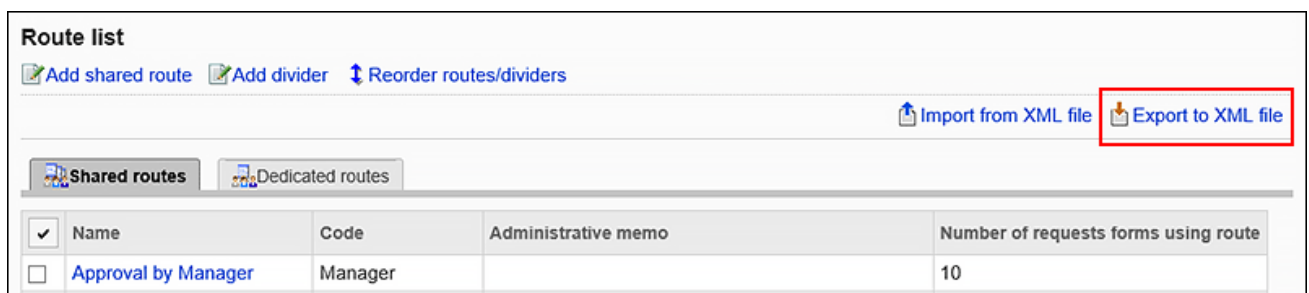 Route list
Add shared route Add divider Reorder routes/dividers
Import from XML file Export to XML file
Shared routes Dedicated routes
Name Code Administrative memo Number of requests forms using route
Approval by Manager Manager 10